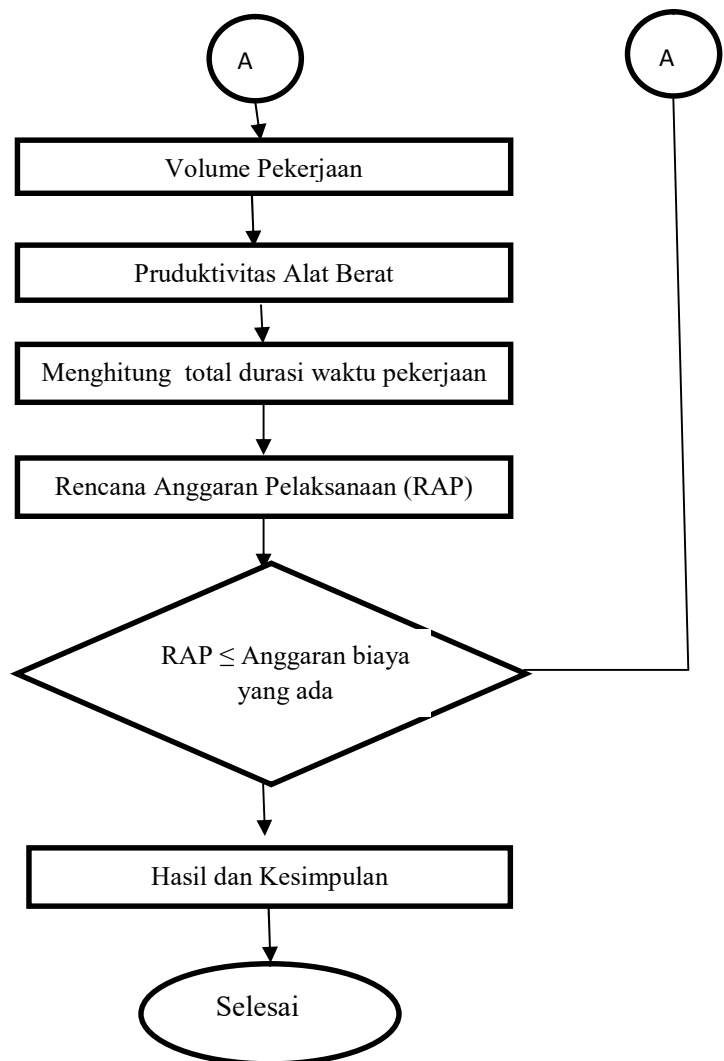 A
A
Volume Pekerjaan
Pruduktivitas Alat Berat
Menghitung total durasi waktu pekerjaan
Rencana Anggaran Pelaksanaan (RAP)
RAP ≤ Anggaran biaya
yang ada
Hasil dan Kesimpulan
Selesai